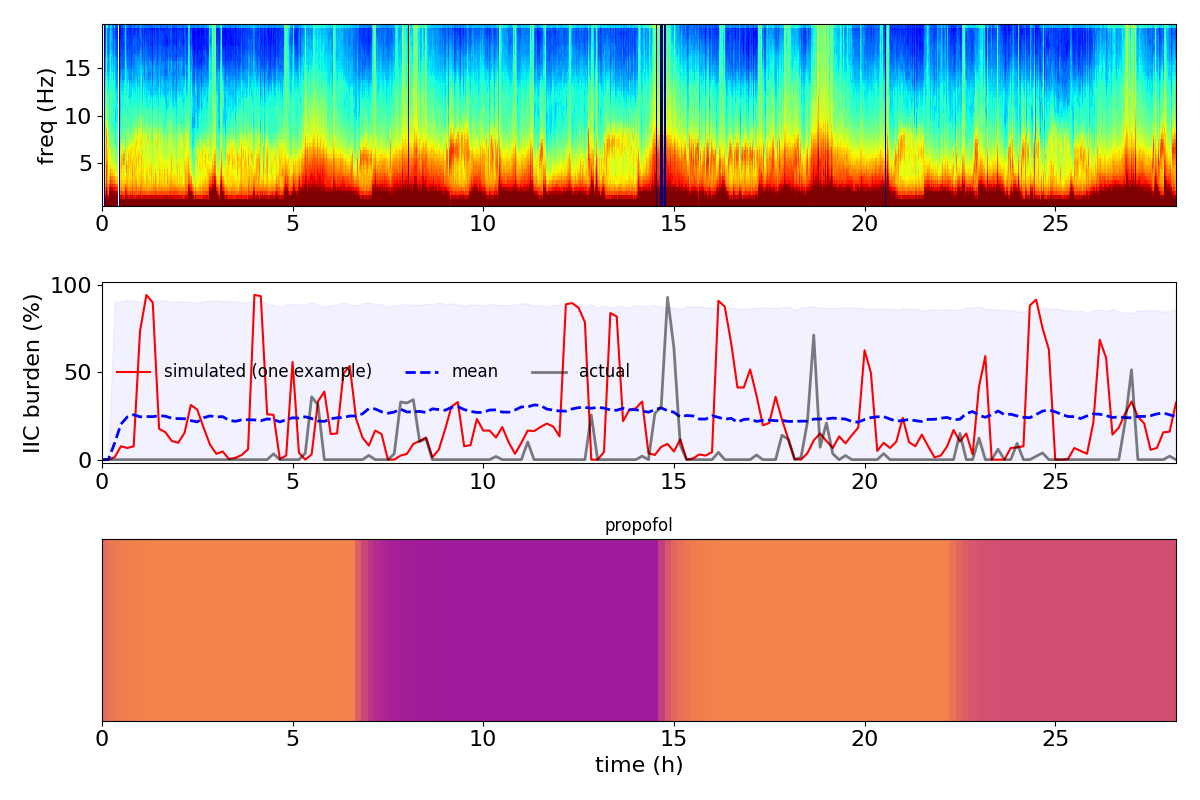 freq (Hz)
15
10
5
0 5 10 15 20 25
IIC burden (%)
100
50
0
simulated (one example) mean actual
0 5 10 15 20 25
propofol
0 5 10 15 20 25
time (h)